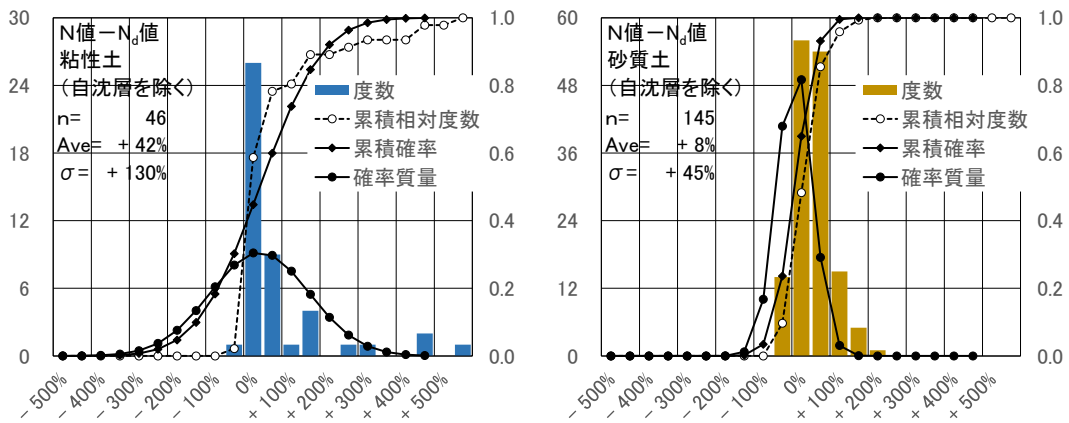 30
24
18
12
6
0
1.0
0.8
0.6
0.4
0.2
0.0
N値－Nd値
粘性土
（自沈層を除く）
n= 46
Ave= + 42%
σ= + 130%
度数
累積相対度数
累積確率
確率質量
－500%
－400%
－300%
－200%
－100%
0%
＋100%
＋200%
＋300%
＋400%
＋500%
60
48
36
24
12
0
1.0
0.8
0.6
0.4
0.2
0.0
N値－Nd値
砂質土
（自沈層を除く）
n= 145
Ave= + 8%
σ= + 45%
度数
累積相対度数
累積確率
確率質量
－500%
－400%
－300%
－200%
－100%
0%
＋100%
＋200%
＋300%
＋400%
＋500%